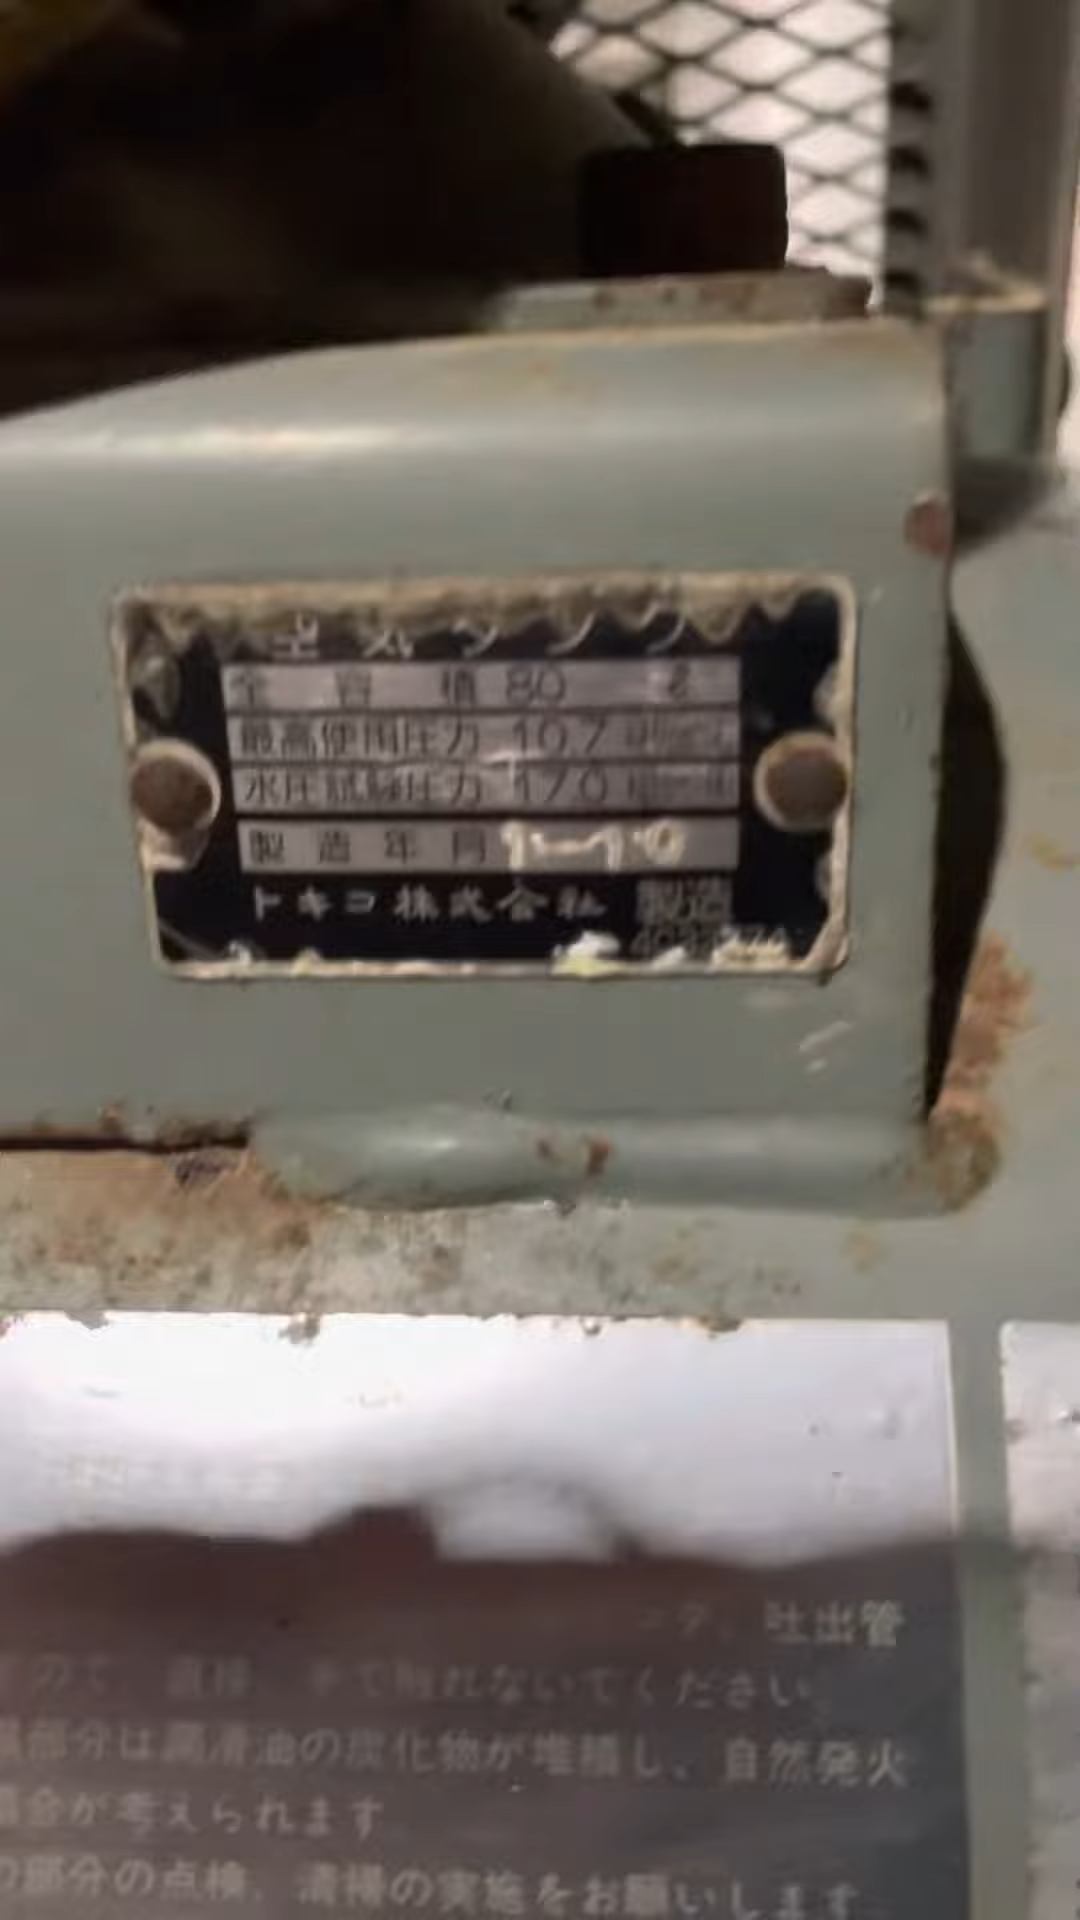 空気タンク
全容積 80 ℓ
最高使用圧力 10.7
水圧試験圧力 17.0
製造年月
トキコ株式会社 製造
吐出管
の で、直接、手で触れないでください。
部分は潤滑油の炭化物が堆積し、自然発火
場合が考えられます
の部分の点検、清掃の実施をお願いします